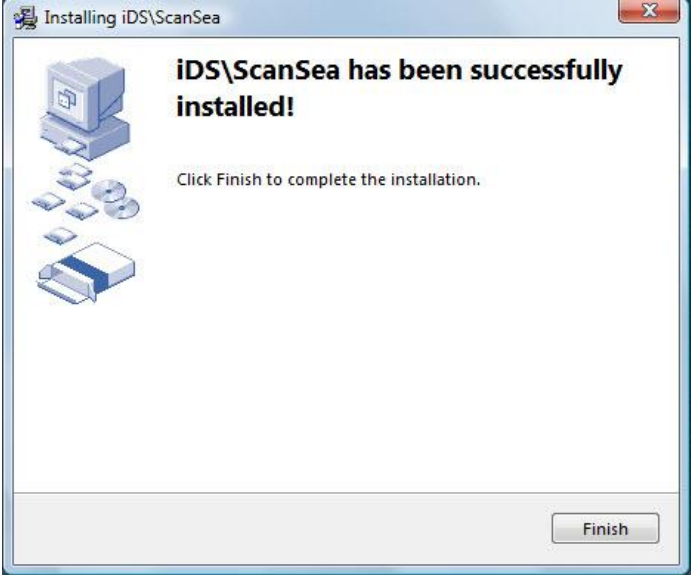 Installing iDS\ScanSea
iDS\ScanSea has been successfully
installed!
Click Finish to complete the installation.
Finish